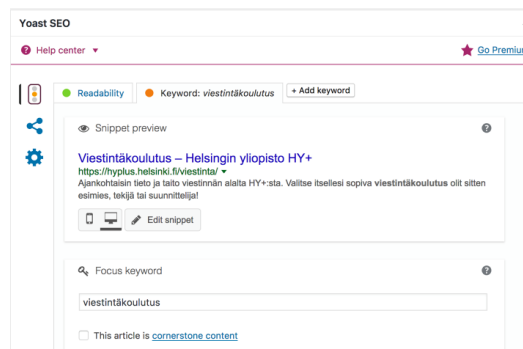 Yoast SEO
Help center
Go Premium
Readability
Keyword: viestintäkoulutus
+ Add keyword
Snippet preview
Viestintäkoulutus – Helsingin yliopisto HY+
https://hyplus.helsinki.fi/viestinta/
Ajankohtaisin tieto ja taito viestinnän alalta HY+:sta. Valitse itsellesi sopiva viestintäkoulutus olit sitten
esimies, tekijä tai suunnittelija!
Edit snippet
Focus keyword
viestintäkoulutus
This article is cornerstone content